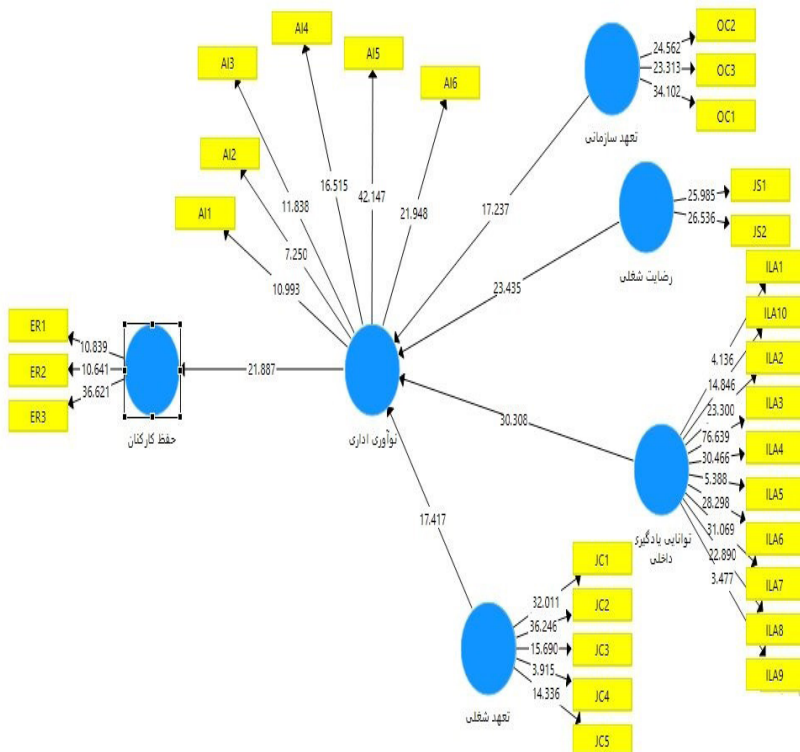 AI4
AI5
AI3
AI6
AI2
AI1
16.515
42.147
11.838
21.948
7.250
10.993
OC2
OC3
OC1
24.562
23.313
34.102
تعهد سازمانی
17.237
JS1
JS2
25.985
26.536
رضایت شغلی
23.435
ER1
ER2
ER3
10.839
10.641
36.621
حفظ کارکنان
21.887
نوآوری اداری
30.308
ILA1
ILA10
ILA2
ILA3
ILA4
ILA5
ILA6
ILA7
ILA8
ILA9
4.136
14.846
23.300
76.639
30.466
5.388
28.298
31.069
22.890
3.477
توانایی یادگیری
داخلی
17.417
JC1
JC2
JC3
JC4
JC5
32.011
36.246
15.690
3.915
14.336
تعهد شغلی